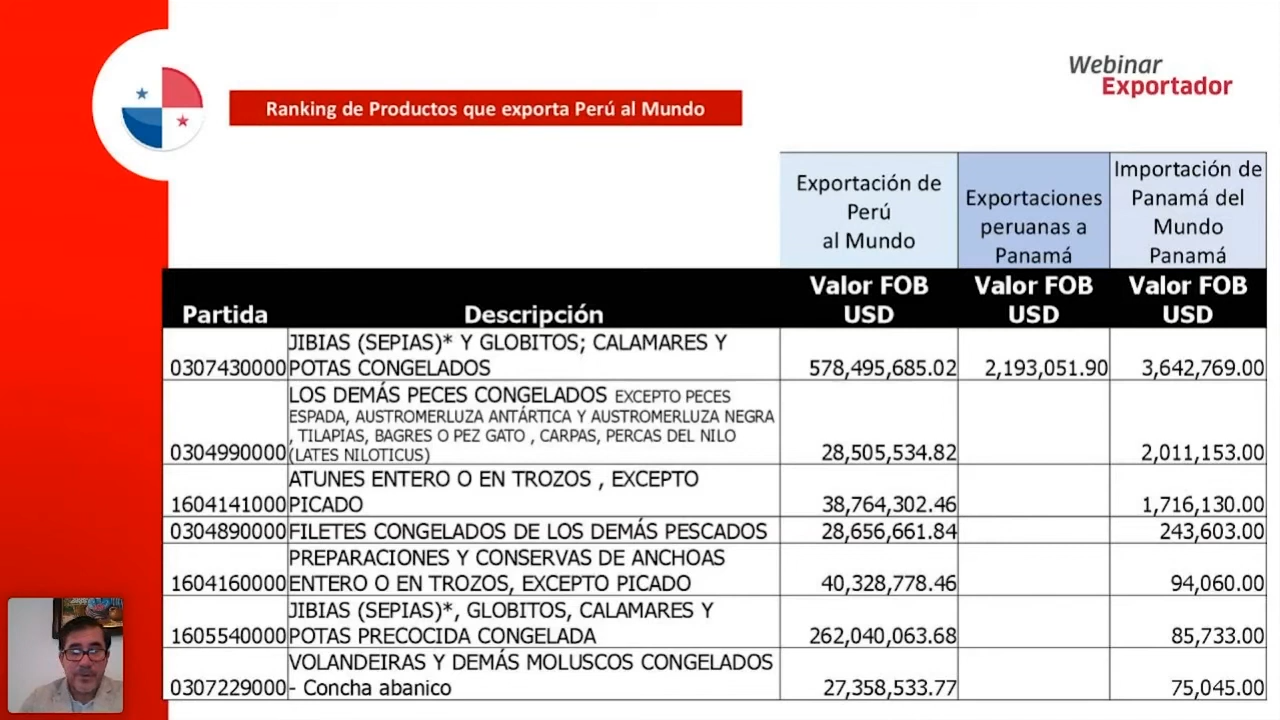 Webinar
Exportador
Ranking de Productos que exporta Perú al Mundo
Exportación de
Perú
al Mundo
Exportaciones
peruanas a
Panamá
Importación de
Panamá del
Mundo
Panamá
Partida
Descripción
Valor FOB
USD
Valor FOB
USD
Valor FOB
USD
JIBIAS (SEPIAS)* Y GLOBITOS; CALAMARES Y
0307430000 POTAS CONGELADOS 578,495,685.02 2,193,051.90 3,642,769.00
LOS DEMÁS PECES CONGELADOS EXCEPTO PECES
ESPADA, AUSTROMERLUZA ANTÁRTICA Y AUSTROMERLUZA NEGRA
, TILAPIAS, BAGRES O PEZ GATO , CARPAS, PERCAS DEL NILO
0304990000 (LATES NILOTICUS) 28,505,534.82 2,011,153.00
ATUNES ENTERO O EN TROZOS , EXCEPTO
1604141000 PICADO 38,764,302.46 1,716,130.00
0304890000 FILETES CONGELADOS DE LOS DEMÁS PESCADOS 28,656,661.84 243,603.00
PREPARACIONES Y CONSERVAS DE ANCHOAS
1604160000 ENTERO O EN TROZOS, EXCEPTO PICADO 40,328,778.46 94,060.00
JIBIAS (SEPIAS)*, GLOBITOS, CALAMARES Y
1605540000 POTAS PRECOCIDA CONGELADA 262,040,063.68 85,733.00
VOLANDEIRAS Y DEMÁS MOLUSCOS CONGELADOS
0307229000 - Concha abanico 27,358,533.77 75,045.00